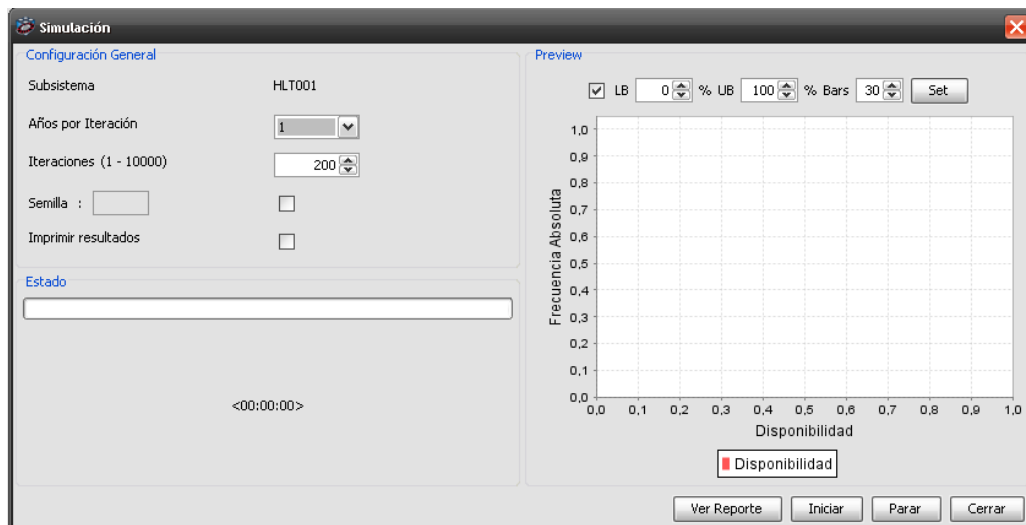 Simulación
Configuración General
Subsistema HLT001
Años por Iteración 1
Iteraciones (1 - 10000) 200
Semilla :
Imprimir resultados
Estado
<00:00:00>
Preview
LB 0 % UB 100 % Bars 30 Set
1,0
0,9
0,8
0,7
0,6
0,5
0,4
0,3
0,2
0,1
0,0
Frecuencia Absoluta
0,0 0,1 0,2 0,3 0,4 0,5 0,6 0,7 0,8 0,9 1,0
Disponibilidad
Disponibilidad
Ver Reporte Iniciar Parar Cerrar